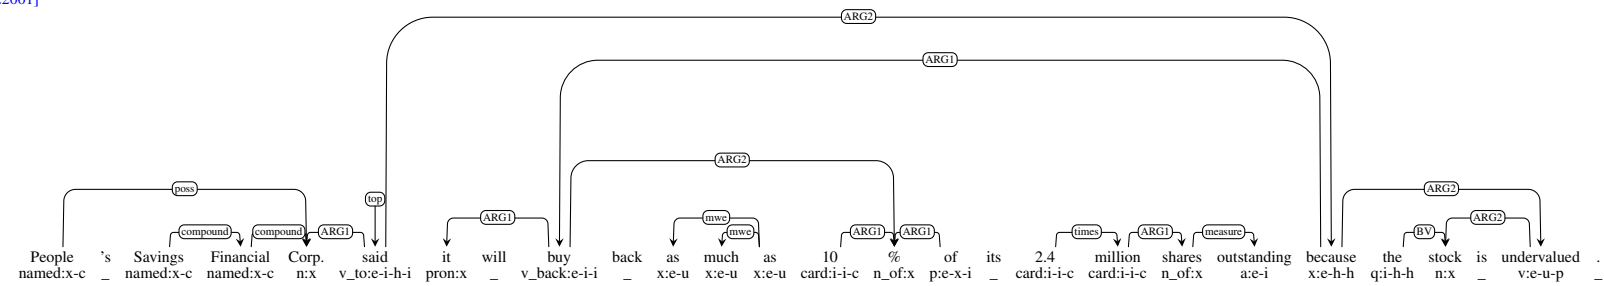 2001]
ARG2
ARG1
ARG2
poss ARG2
top
ARG1 mwe ARG2
compound compound ARG1 mwe ARG1 ARG1 times ARG1 measure BV
People 's Savings Financial Corp. said it will buy back as much as 10 % of its 2.4 million shares outstanding because the stock is undervalued .
named:x-c _ named:x-c named:x-c n:x v_to:e-i-h-i pron:x _ v_back:e-i-i _ x:e-u x:e-u x:e-u card:i-i-c n_of:x p:e-x-i _ card:i-i-c card:i-i-c n_of:x a:e-i x:e-h-h q:i-h-h n:x _ v:e-u-p _